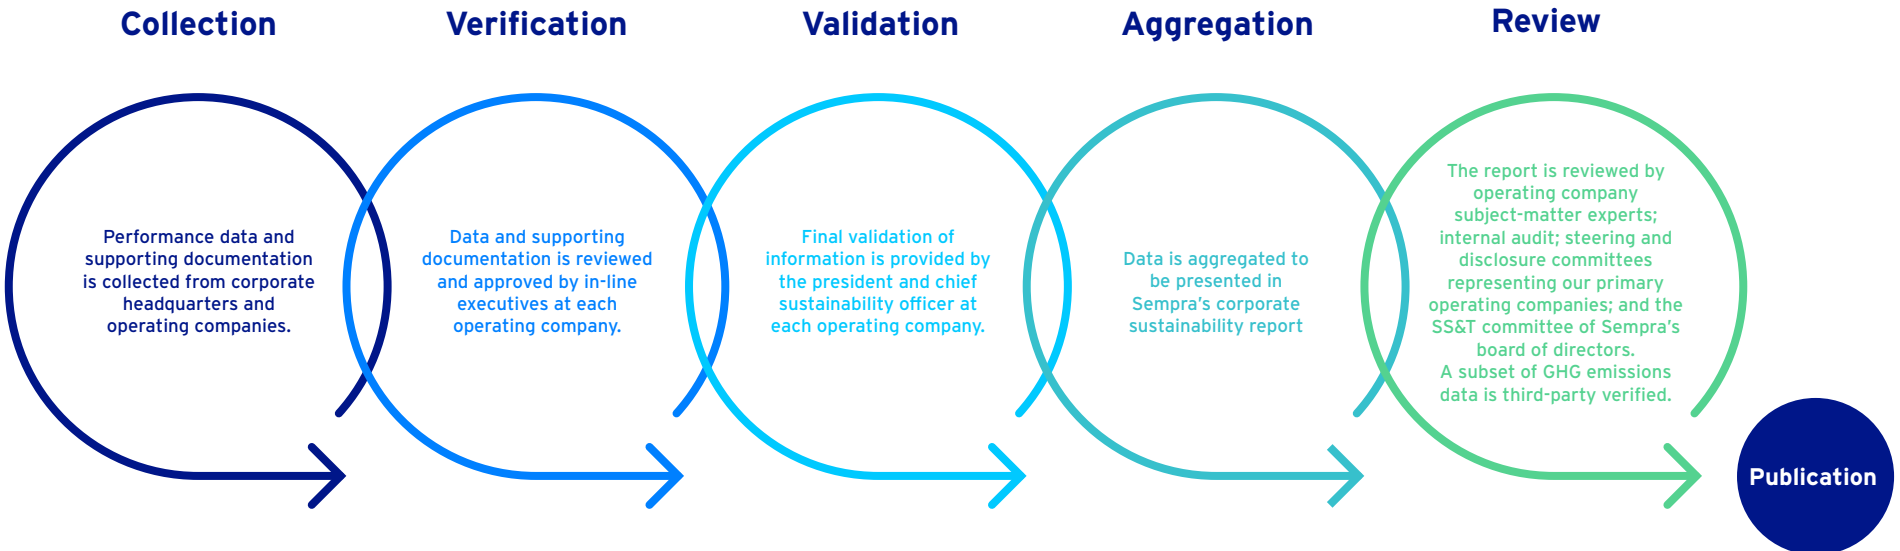 Collection
Performance data and
supporting documentation
is collected from corporate
headquarters and
operating companies.
Verification
Data and supporting
documentation is reviewed
and approved by in-line
executives at each
operating company.
Validation
Final validation of
information is provided by
the president and chief
sustainability officer at
each operating company.
Aggregation
Data is aggregated to
be presented in
Sempra's corporate
sustainability report
Review
The report is reviewed by
operating company
subject-matter experts;
internal audit; steering and
disclosure committees
representing our primary
operating companies; and the
SS&T committee of Sempra's
board of directors.
A subset of GHG emissions
data is third-party verified.
Publication